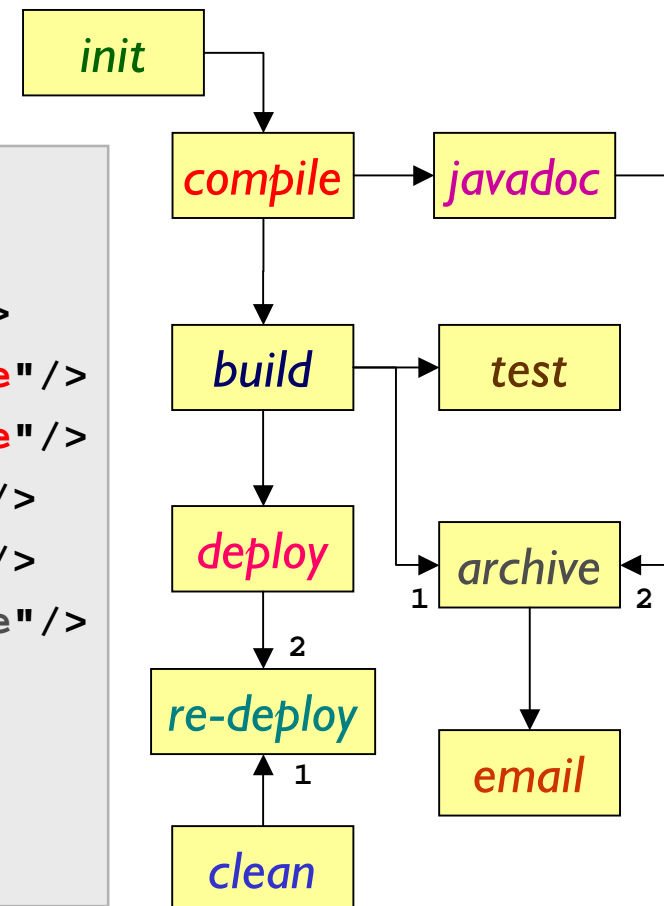 init
compile javadoc
>
e"/>
build test
e"/>
/>
deploy archive
/>
1 2
e"/>
2
re-deploy
1
email
clean